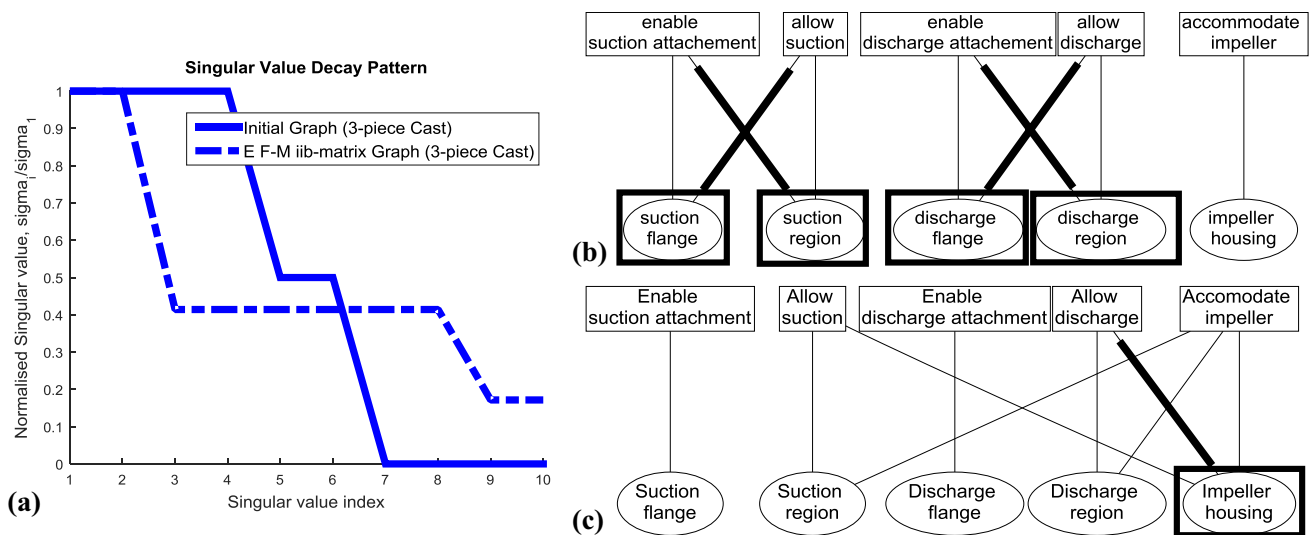 Singular Value Decay Pattern
Normalised Singular value, sigma_i/sigma_1
1
0.9
0.8
0.7
0.6
0.5
0.4
0.3
0.2
0.1
0
Initial Graph (3-piece Cast)
E F-M iib-matrix Graph (3-piece Cast)
1 2 3 4 5 6 7 8 9 10
Singular value index
(a)
enable
suction attachement
allow
suction
enable
discharge attachement
allow
discharge
accommodate
impeller
suction
flange
suction
region
discharge
flange
discharge
region
impeller
housing
(b)
Enable
suction attachment
Allow
suction
Enable
discharge attachment
Allow
discharge
Accomodate
impeller
Suction
flange
Suction
region
Discharge
flange
Discharge
region
Impeller
housing
(c)